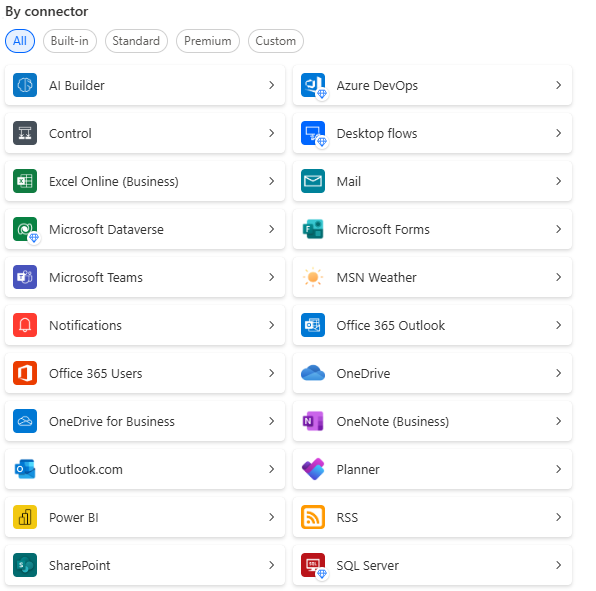 By connector
All Built-in Standard Premium Custom
AI Builder Azure DevOps
Control Desktop flows
Excel Online (Business) Mail
Microsoft Dataverse Microsoft Forms
Microsoft Teams MSN Weather
Notifications Office 365 Outlook
Office 365 Users OneDrive
OneDrive for Business OneNote (Business)
Outlook.com Planner
Power BI RSS
SharePoint SQL Server